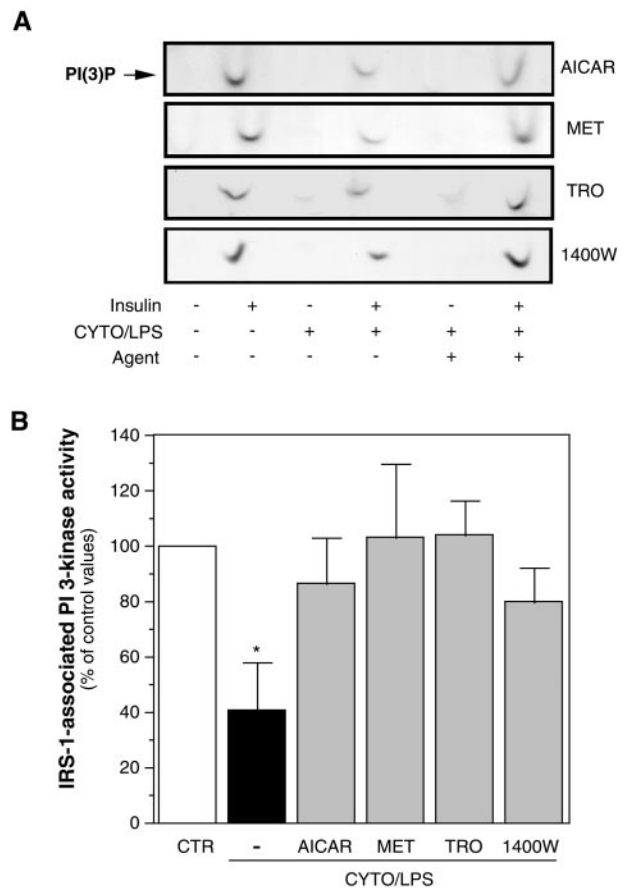 A
PI(3)P
AICAR
MET
TRO
1400W
Insulin - + - + - +
CYTO/LPS - - + + + +
Agent - - - - + +
B
IRS-1-associated PI 3-kinase activity
(% of control values)
140
120
100
80
60
40
20
0
*
CTR - AICAR MET TRO 1400W
CYTO/LPS